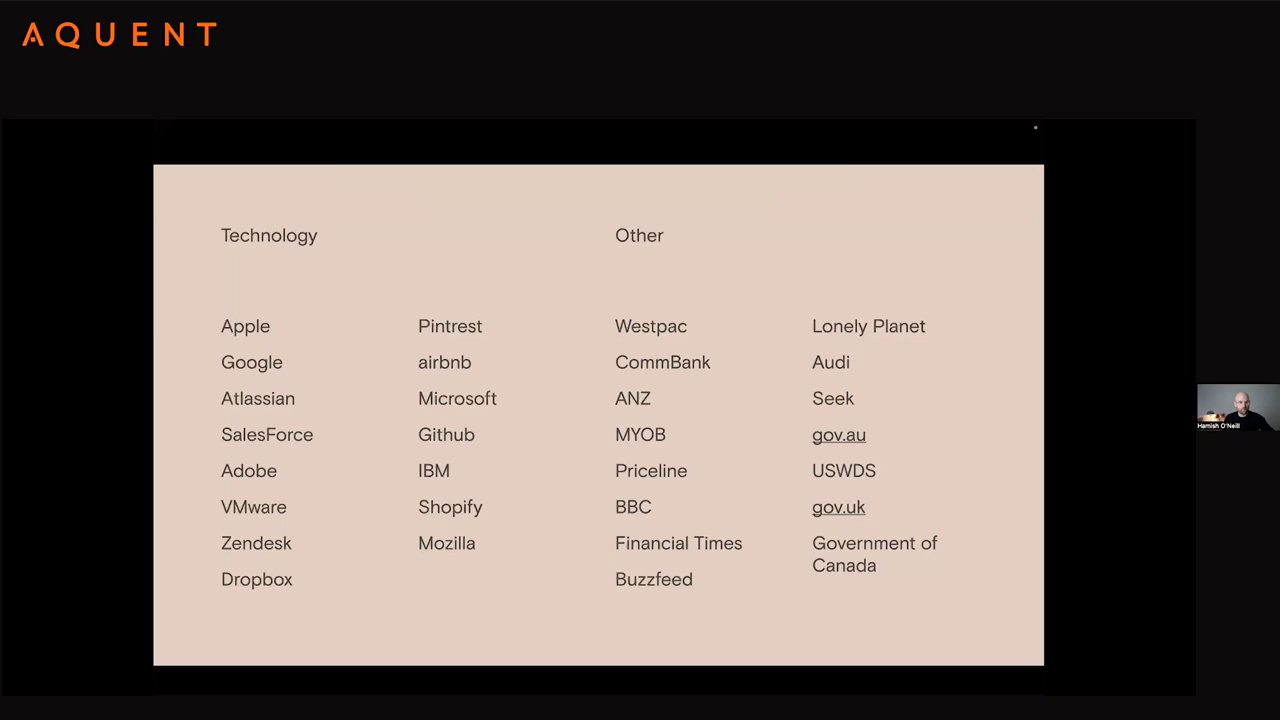 AQUENT
Technology
Other
Apple
Google
Atlassian
SalesForce
Adobe
VMware
Zendesk
Dropbox
Pintrest
airbnb
Microsoft
Github
IBM
Shopify
Mozilla
Westpac
CommBank
ANZ
MYOB
Priceline
BBC
Financial Times
Buzzfeed
Lonely Planet
Audi
Seek
gov.au
USWDS
gov.uk
Government of
Canada
Hamish O'Neill